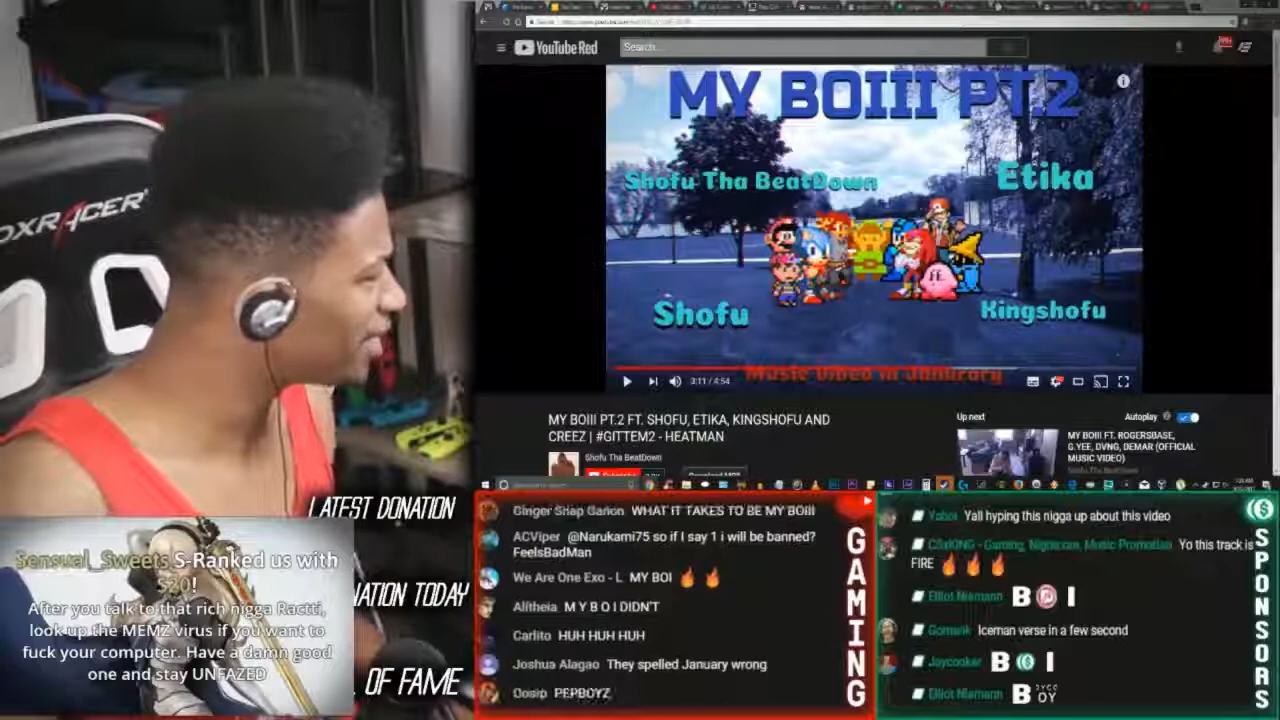 YouTube Red
Search...
MY BOIII PT.2
Shofu Tha BeatDown
Etika
DXRACER
Shofu
Kingshofu
3:11 / 4:54
MY BOIII PT.2 FT. SHOFU, ETIKA, KINGSHOFU AND
CREEZ | #GITTEM2 - HEATMAN
Shofu Tha BeatDown
Up next
Autoplay
MY BOIII FT. ROGERSBASE,
G.YEE, DVNG, DEMAR (OFFICIAL
MUSIC VIDEO)
Shofu Tha BeatDown
LATEST DONATION
Sensual_Sweets S-Ranked us with
$20!
After you talk to that rich nigga Ractti,
look up the MEMZ virus if you want to
fuck your computer. Have a damn good
one and stay UNFAZED
NATION TODAY
L OF FAME
Ginger Snap Ganon WHAT IT TAKES TO BE MY BOIII
ACViper @Narukami75 so if I say 1 i will be banned?
FeelsBadMan
We Are One Exo - L MY BOI 🔥 🔥
Alitheia M Y B O I DIDN'T
Carlito HUH HUH HUH
Joshua Alagao They spelled January wrong
PEPBOYZ
GAMING
Yall hyping this nigga up about this video
Yo this track is
FIRE 🔥 🔥 🔥
Elliot Niemann B I
Iceman verse in a few second
Jaycooker B I
Elliot Niemann B OY
SPONSORS